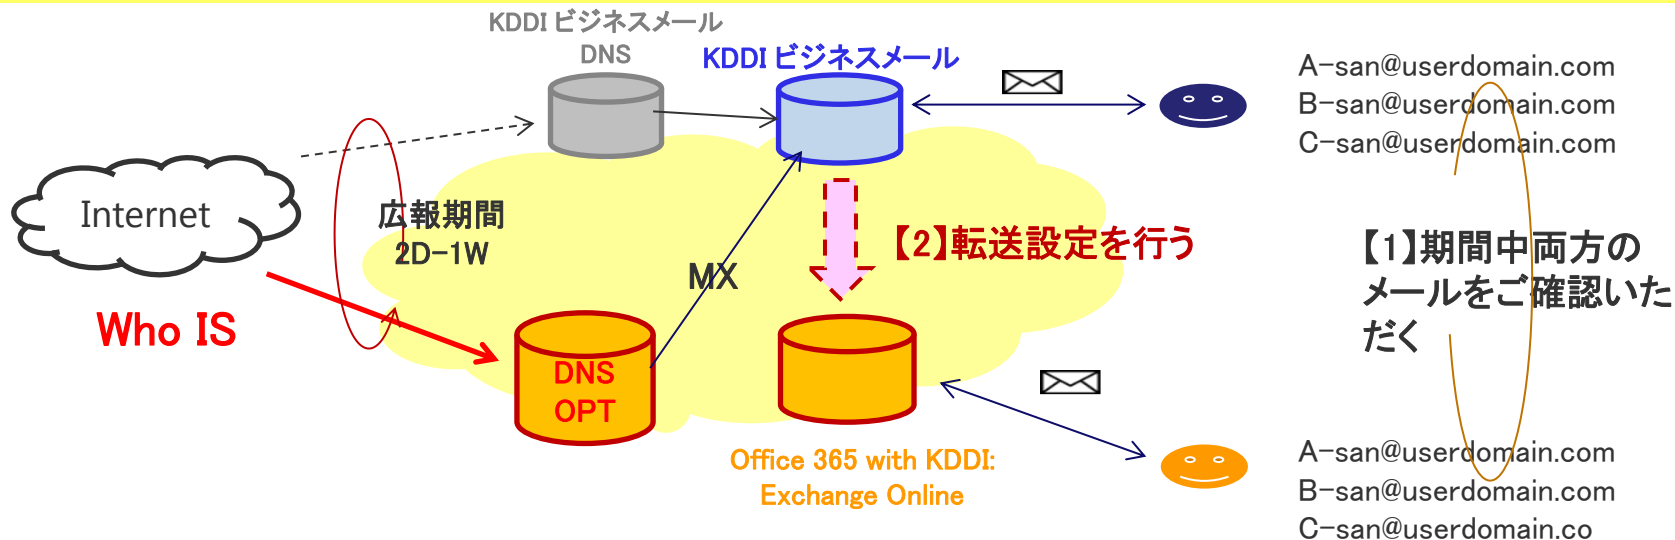 KDDI ビジネスメール
DNS
KDDI ビジネスメール
A-san@userdomain.com
B-san@userdomain.com
C-san@userdomain.com
Internet
広報期間
2D-1W
【2】転送設定を行う
【1】期間中両方の
メールをご確認いた
だく
MX
Who IS
DNS
OPT
Office 365 with KDDI:
Exchange Online
A-san@userdomain.com
B-san@userdomain.com
C-san@userdomain.co